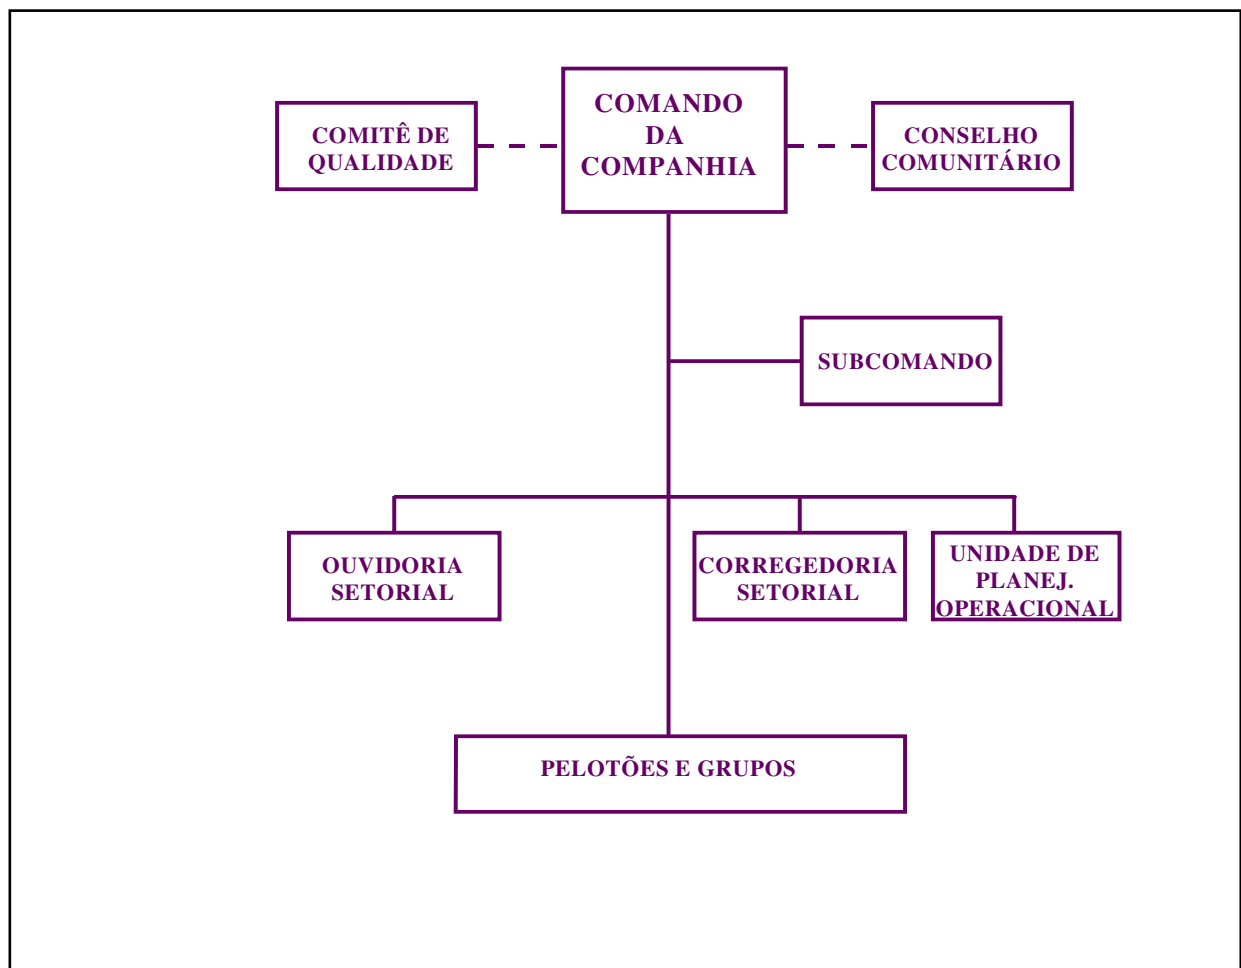 COMITÊ DE
QUALIDADE
COMANDO
DA
COMPANHIA
CONSELHO
COMUNITÁRIO
SUBCOMANDO
OUVIDORIA
SETORIAL
CORREGEDORIA
SETORIAL
UNIDADE DE
PLANEJ.
OPERACIONAL
PELOTÕES E GRUPOS